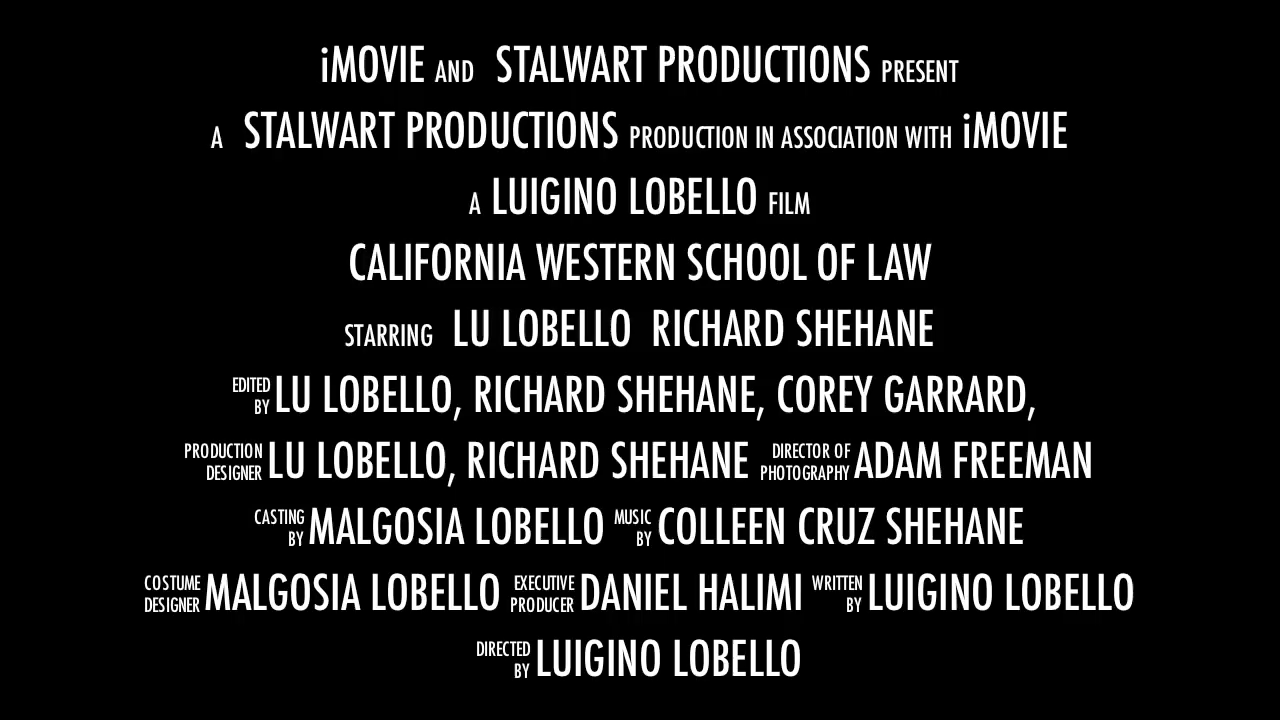 iMOVIE AND STALWART PRODUCTIONS PRESENT
A STALWART PRODUCTIONS PRODUCTION IN ASSOCIATION WITH iMOVIE
A LUIGINO LOBELLO FILM
CALIFORNIA WESTERN SCHOOL OF LAW
STARRING LU LOBELLO RICHARD SHEHANE
EDITED BY LU LOBELLO, RICHARD SHEHANE, COREY GARRARD,
PRODUCTION DESIGNER LU LOBELLO, RICHARD SHEHANE DIRECTOR OF PHOTOGRAPHY ADAM FREEMAN
CASTING BY MALGOSIA LOBELLO MUSIC BY COLLEEN CRUZ SHEHANE
COSTUME DESIGNER MALGOSIA LOBELLO EXECUTIVE PRODUCER DANIEL HALIMI WRITTEN BY LUIGINO LOBELLO
DIRECTED BY LUIGINO LOBELLO